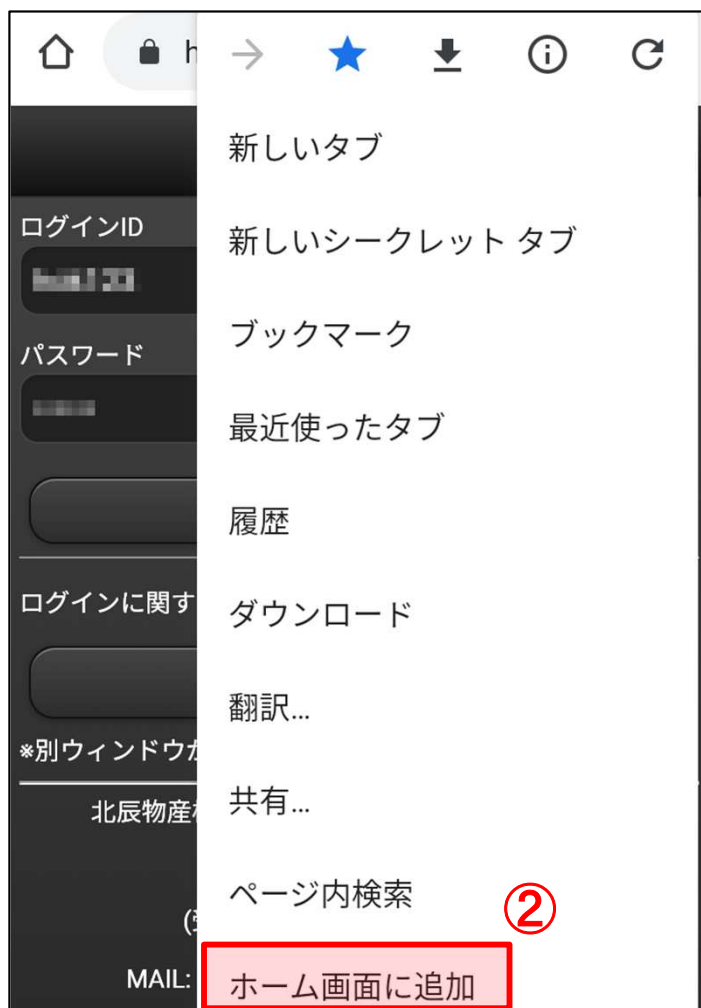 新しいタブ
新しいシークレット タブ
ブックマーク
最近使ったタブ
履歴
ダウンロード
翻訳...
共有...
ページ内検索
②
ホーム画面に追加
ログインID
パスワード
ログインに関す
※別ウィンドウ
北辰物産
MAIL: